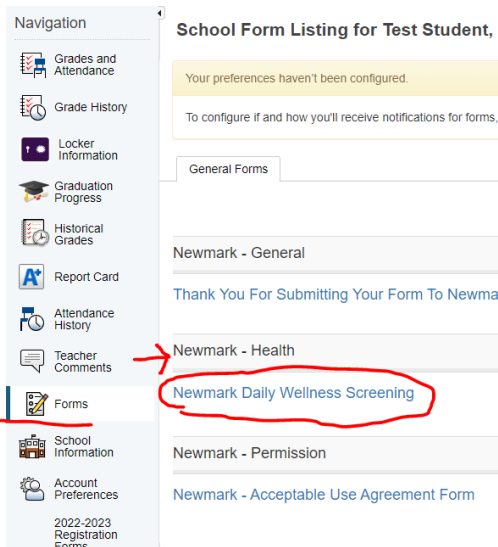 Navigation
Grades and
Attendance
Grade History
Locker
Information
Graduation
Progress
Historical
Grades
A+
Report Card
Attendance
History
Teacher
Comments
Forms
School
Information
Account
Preferences
2022-2023
Registration
Forms
School Form Listing for Test Student,
Your preferences haven't been configured.
To configure if and how you'll receive notifications for forms,
General Forms
Newmark - General
Thank You For Submitting Your Form To Newma
Newmark - Health
Newmark Daily Wellness Screening
Newmark - Permission
Newmark - Acceptable Use Agreement Form